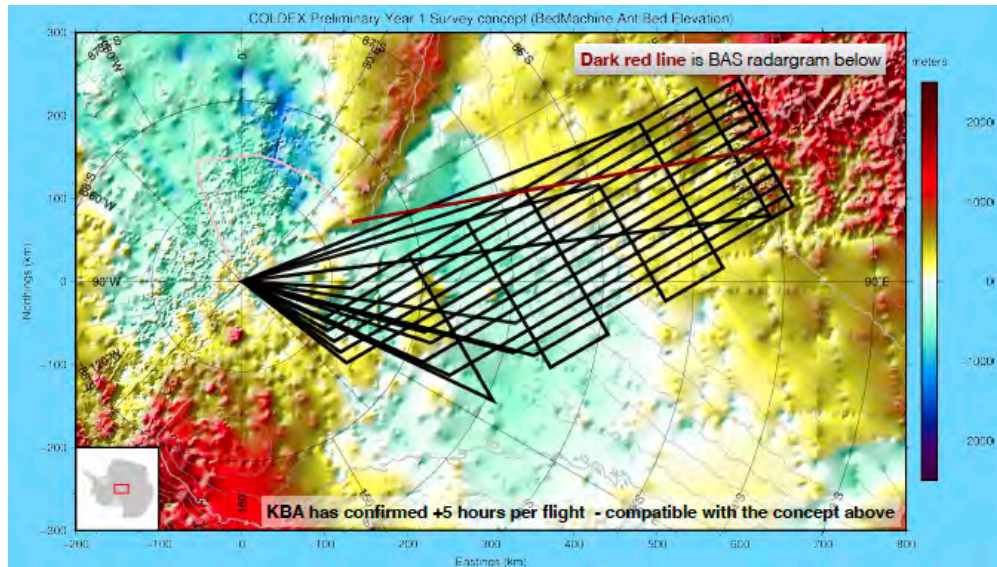 COLDEX Preliminary Year 1 Survey concept (BedMachine Ant Bed Elevation)
Dark red line is BAS radargram below
meters
300
200
100
0
-100
-200
-300
Northings (km)
-200
-100
0
100
200
300
400
500
600
700
800
Eastings (km)
2000
1000
0
-1000
2000
0
90°W
90°E
180°
86°S
KBA has confirmed +5 hours per flight - compatible with the concept above